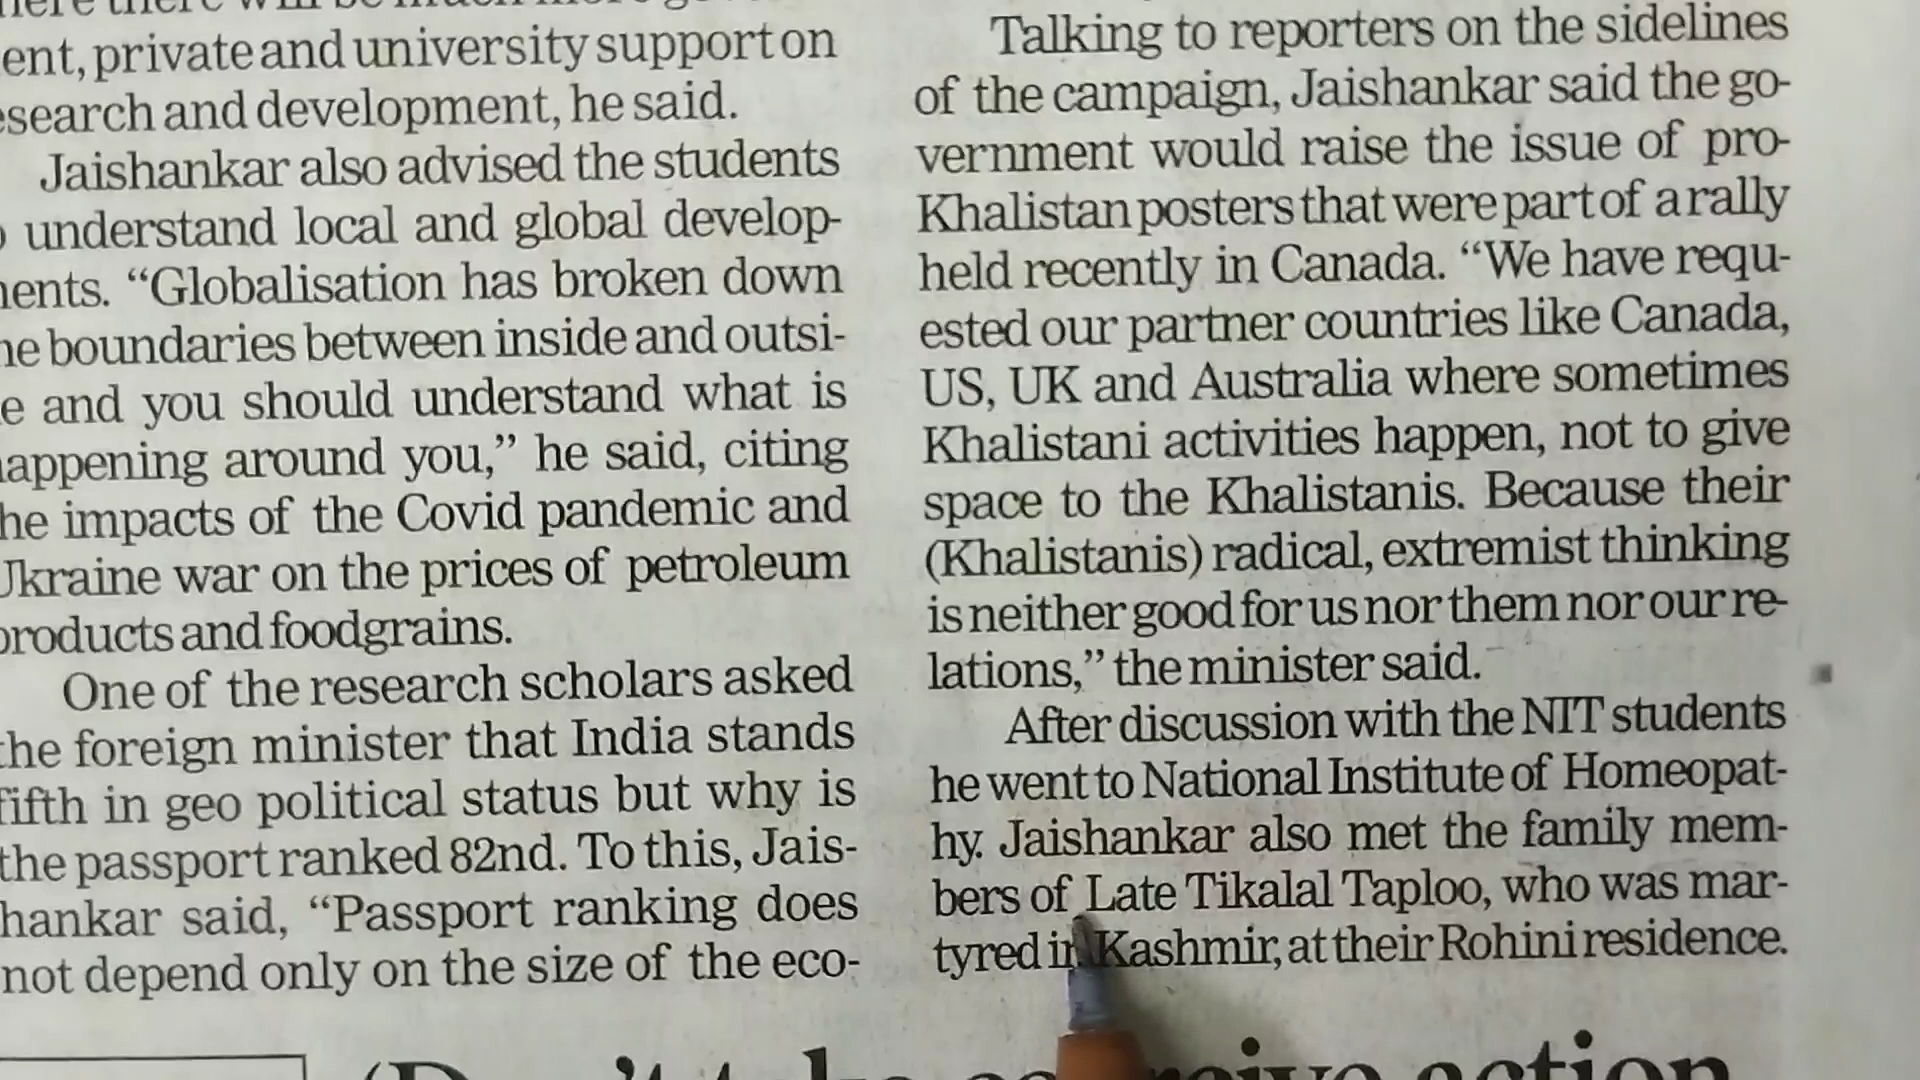 ent, private and university support on
esearch and development, he said.
Jaishankar also advised the students
understand local and global develop-
ents. “Globalisation has broken down
he boundaries between inside and outsi-
e and you should understand what is
appening around you,” he said, citing
he impacts of the Covid pandemic and
Ukraine war on the prices of petroleum
products and foodgrains.
One of the research scholars asked
the foreign minister that India stands
fifth in geo political status but why is
the passport ranked 82nd. To this, Jais-
hankar said, “Passport ranking does
not depend only on the size of the eco-
Talking to reporters on the sidelines
of the campaign, Jaishankar said the go-
vernment would raise the issue of pro-
Khalistan posters that were part of a rally
held recently in Canada. “We have requ-
ested our partner countries like Canada,
US, UK and Australia where sometimes
Khalistani activities happen, not to give
space to the Khalistanis. Because their
(Khalistanis) radical, extremist thinking
is neither good for us nor them nor our re-
lations,” the minister said.
After discussion with the NIT students
he went to National Institute of Homeopat-
hy. Jaishankar also met the family mem-
bers of Late Tikalal Taploo, who was mar-
tyred in Kashmir, at their Rohini residence.
action